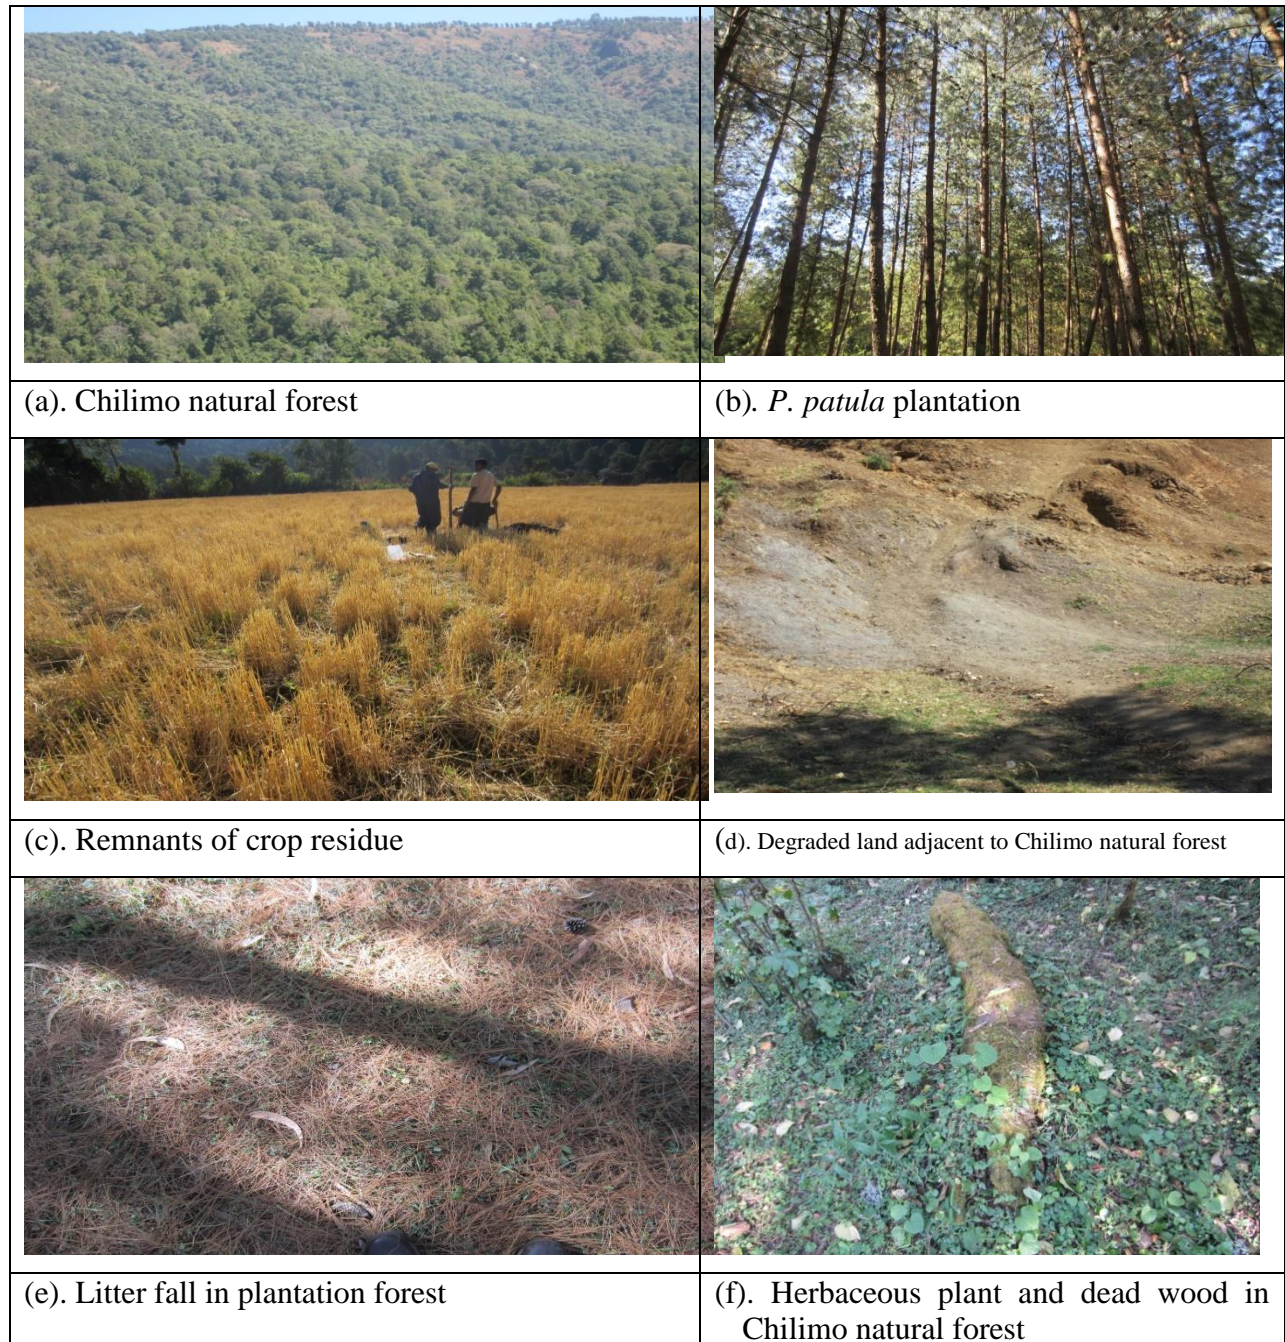 (a). Chilimo natural forest
(b). P. patula plantation
(c). Remnants of crop residue
(d). Degraded land adjacent to Chilimo natural forest
(e). Litter fall in plantation forest
(f). Herbaceous plant and dead wood in
Chilimo natural forest